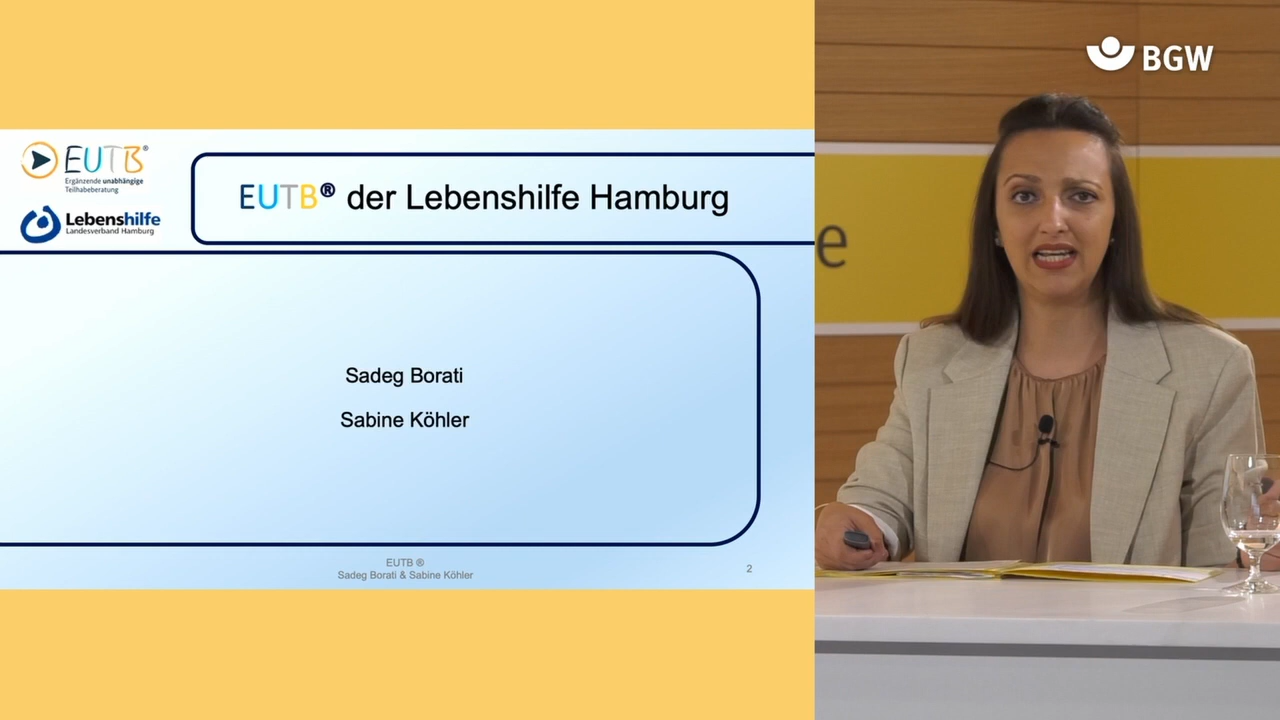 EUTB®
Ergänzende unabhängige
Teilhabeberatung
Lebenshilfe
Landesverband Hamburg
EUTB® der Lebenshilfe Hamburg
Sadeg Borati
Sabine Köhler
EUTB ®
Sadeg Borati & Sabine Köhler
2
BGW
e